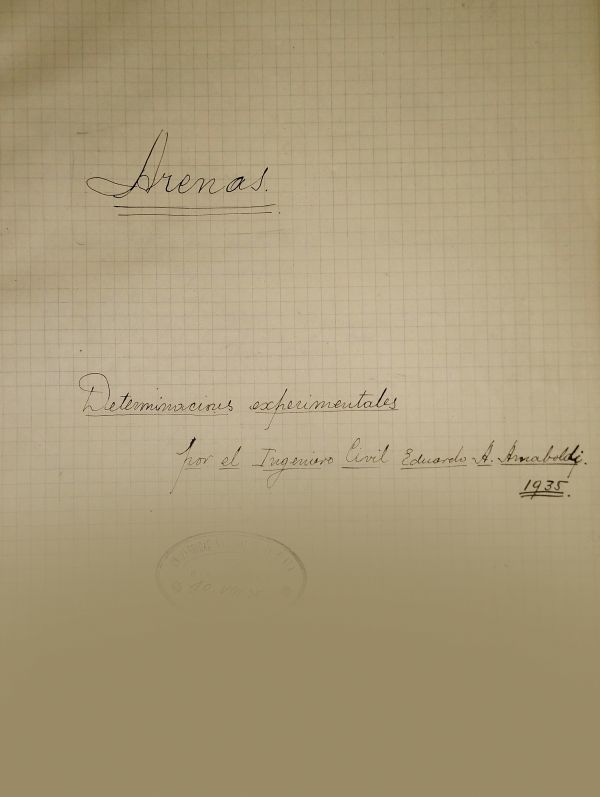 Arenas.
Determinaciones experimentales
por el Ingeniero Civil Eduardo A. Arnaboldi.
1935.